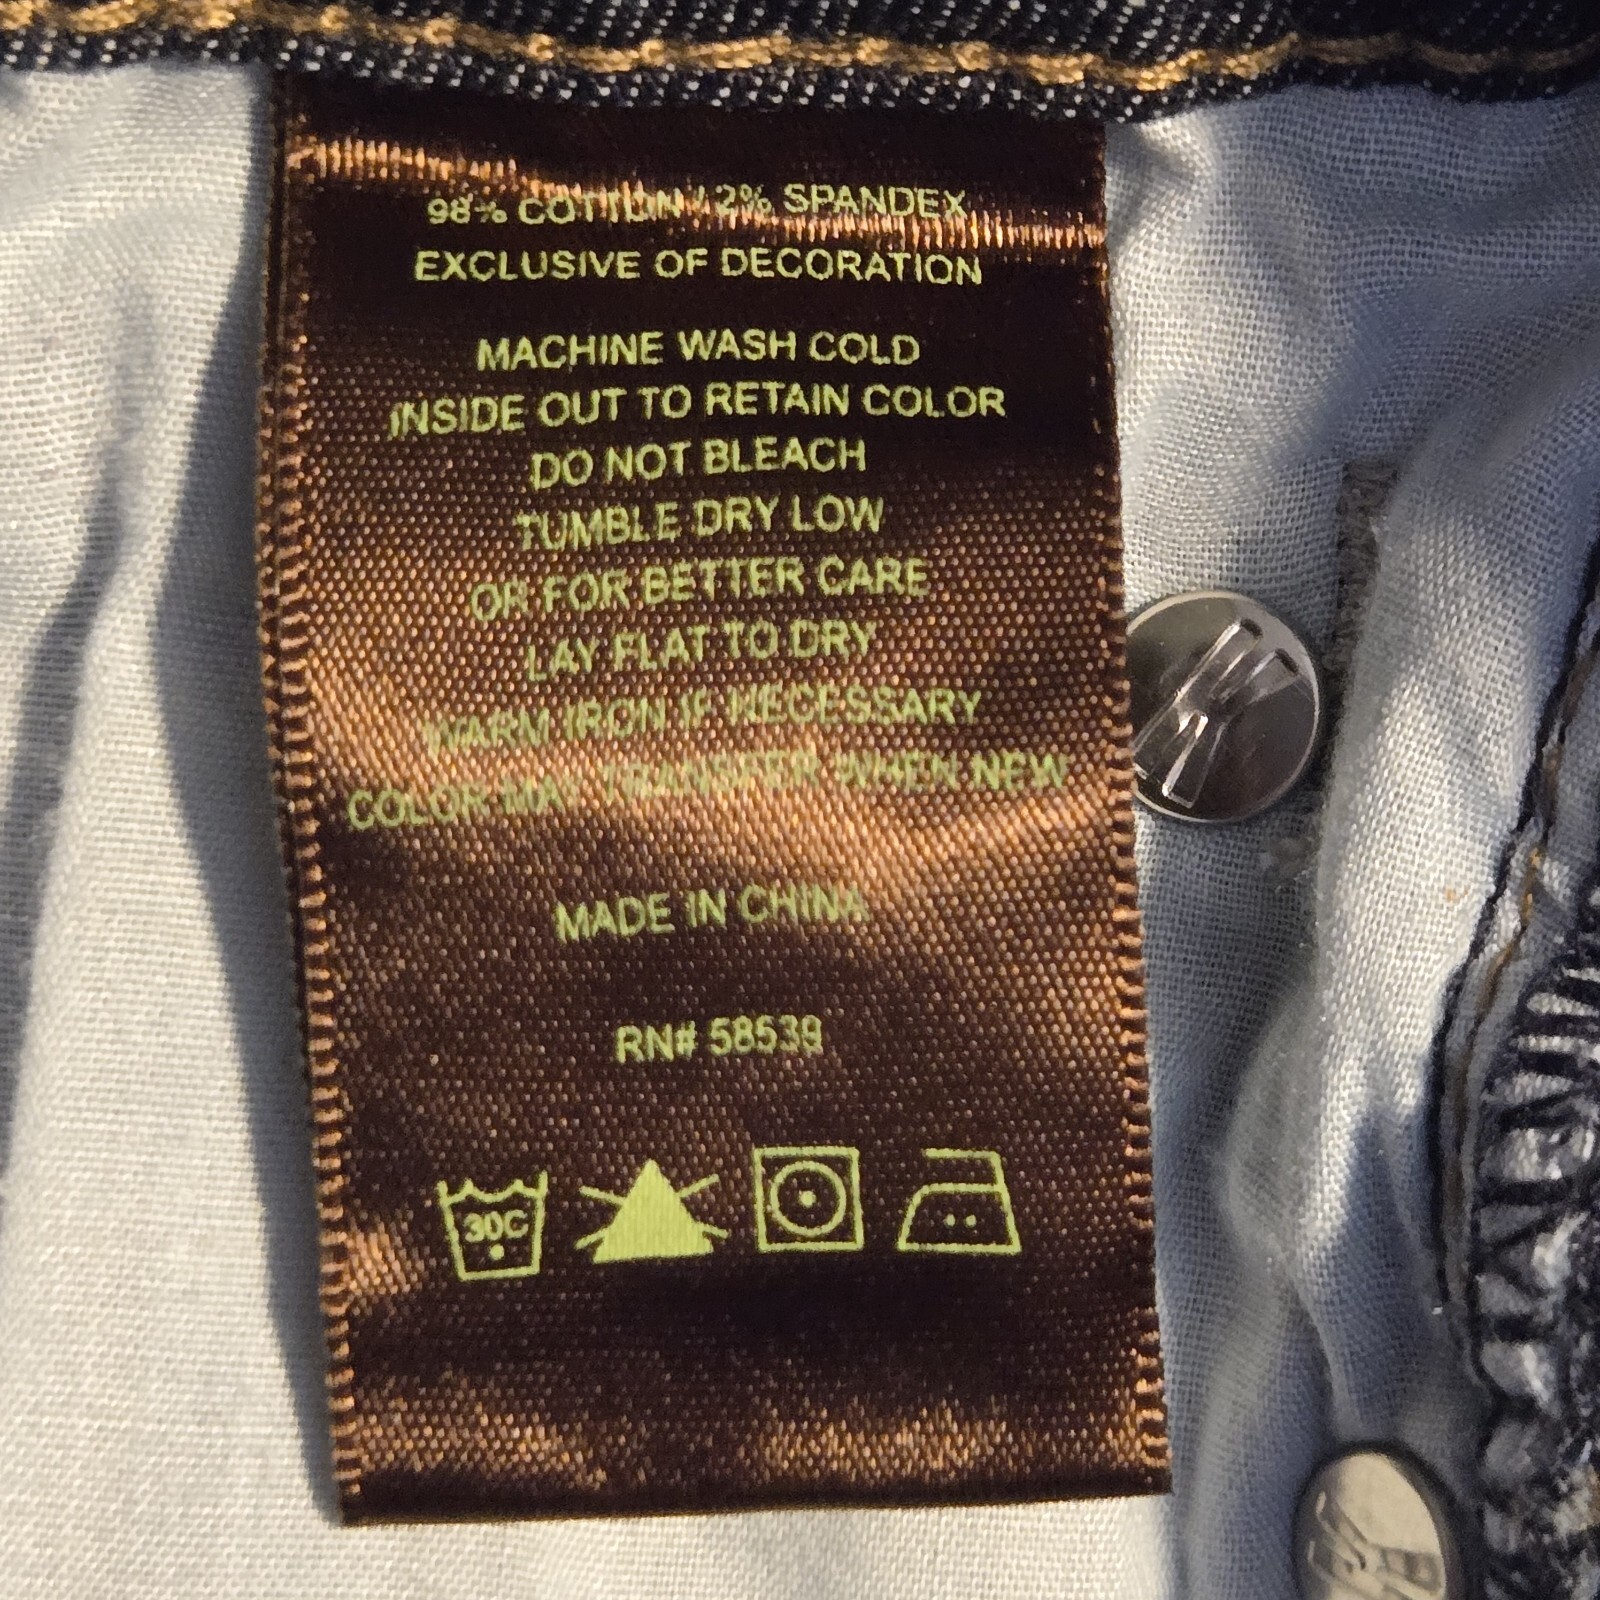 98% COTTON / 2% SPANDEX
EXCLUSIVE OF DECORATION
MACHINE WASH COLD
INSIDE OUT TO RETAIN COLOR
DO NOT BLEACH
TUMBLE DRY LOW
OR FOR BETTER CARE
LAY FLAT TO DRY
WARM IRON IF NECESSARY
COLOR MAY TRANSFER WHEN NEW
MADE IN CHINA
RN# 58539
30C